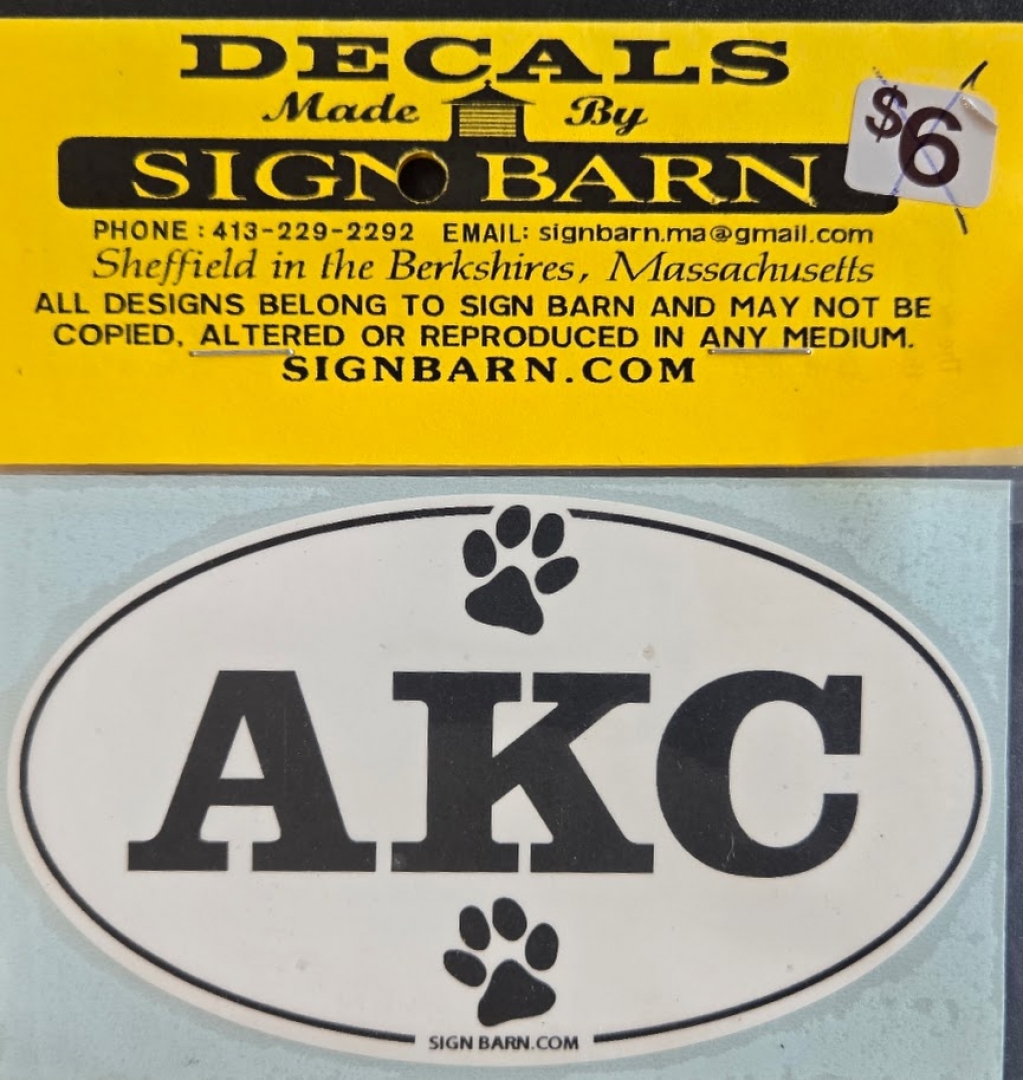 DECALS
Made By
SIGN BARN
$6
PHONE : 413-229-2292 EMAIL: signbarn.ma@gmail.com
Sheffield in the Berkshires, Massachusetts
ALL DESIGNS BELONG TO SIGN BARN AND MAY NOT BE
COPIED, ALTERED OR REPRODUCED IN ANY MEDIUM.
SIGNBARN.COM
AKC
SIGN BARN.COM